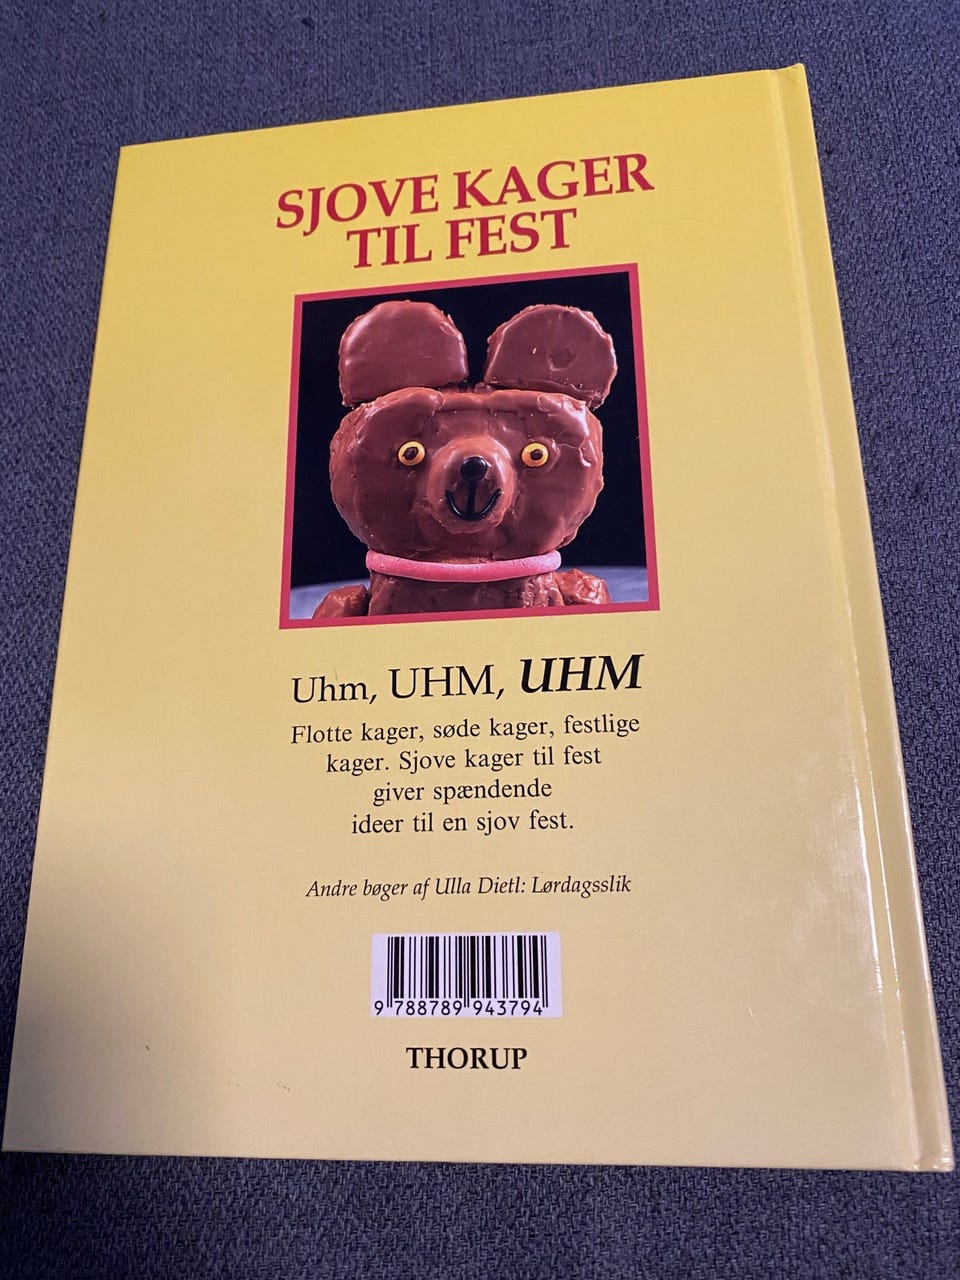 SJOVE KAGER
TIL FEST
Uhm, UHM, UHM
Flotte kager, søde kager, festlige
kager. Sjove kager til fest
giver spændende
ideer til en sjov fest.
Andre bøger af Ulla Dietl: Lørdagsslik
9 788789 943794
THORUP